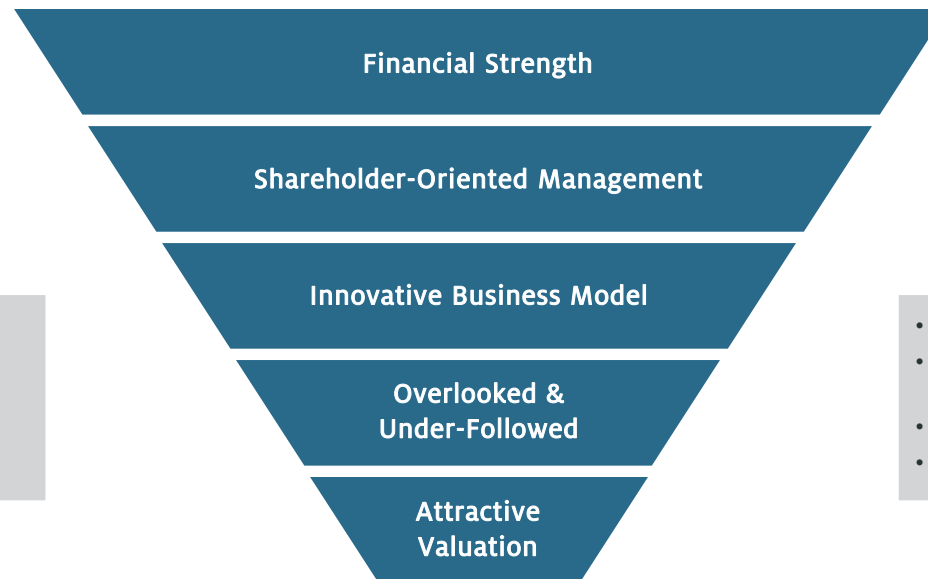 Financial Strength
Shareholder-Oriented Management
Innovative Business Model
Overlooked &
Under-Followed
Attractive
Valuation